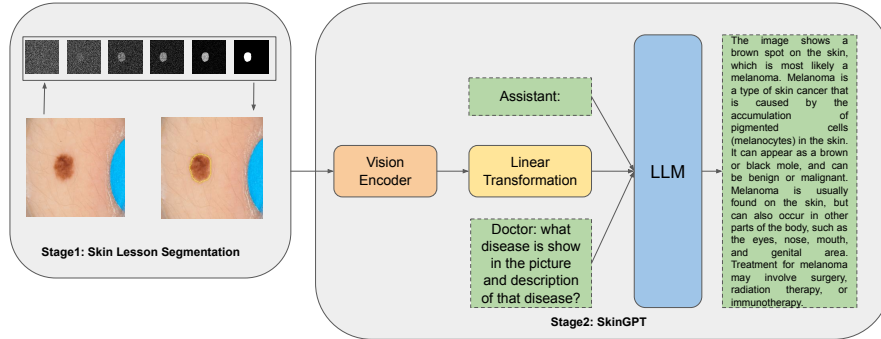 Stage1: Skin Lesson Segmentation
Vision
Encoder
Linear
Transformation
Assistant:
Doctor: what
disease is show
in the picture
and description
of that disease?
LLM
The image shows a
brown spot on the skin,
which is most likely a
melanoma. Melanoma is
a type of skin cancer that
is caused by the
accumulation of
pigmented cells
(melanocytes) in the skin.
It can appear as a brown
or black mole, and can
be benign or malignant.
Melanoma is usually
found on the skin, but
can also occur in other
parts of the body, such as
the eyes, nose, mouth,
and genital area.
Treatment for melanoma
may involve surgery,
radiation therapy, or
immunotherapy.
Stage2: SkinGPT